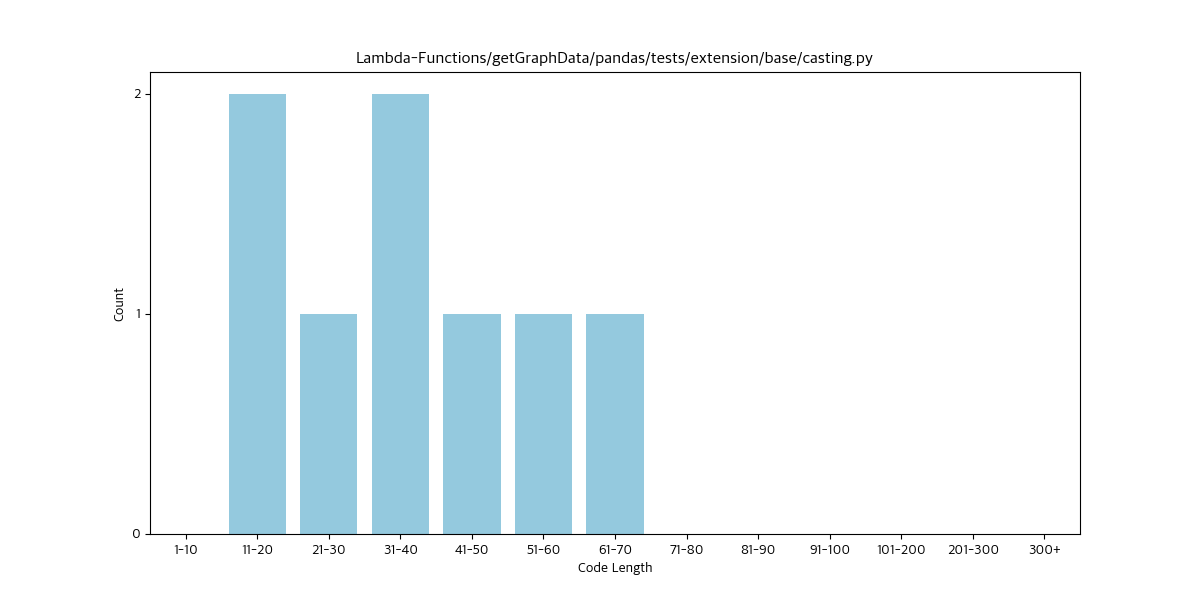 Lambda-Functions/getGraphData/pandas/tests/extension/base/casting.py
2
1
0
Count
1-10 11-20 21-30 31-40 41-50 51-60 61-70 71-80 81-90 91-100 101-200 201-300 300+
Code Length